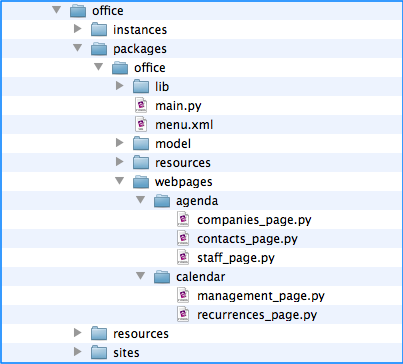 office
instances
packages
office
lib
main.py
menu.xml
model
resources
webpages
agenda
companies_page.py
contacts_page.py
staff_page.py
calendar
management_page.py
recurrences_page.py
resources
sites